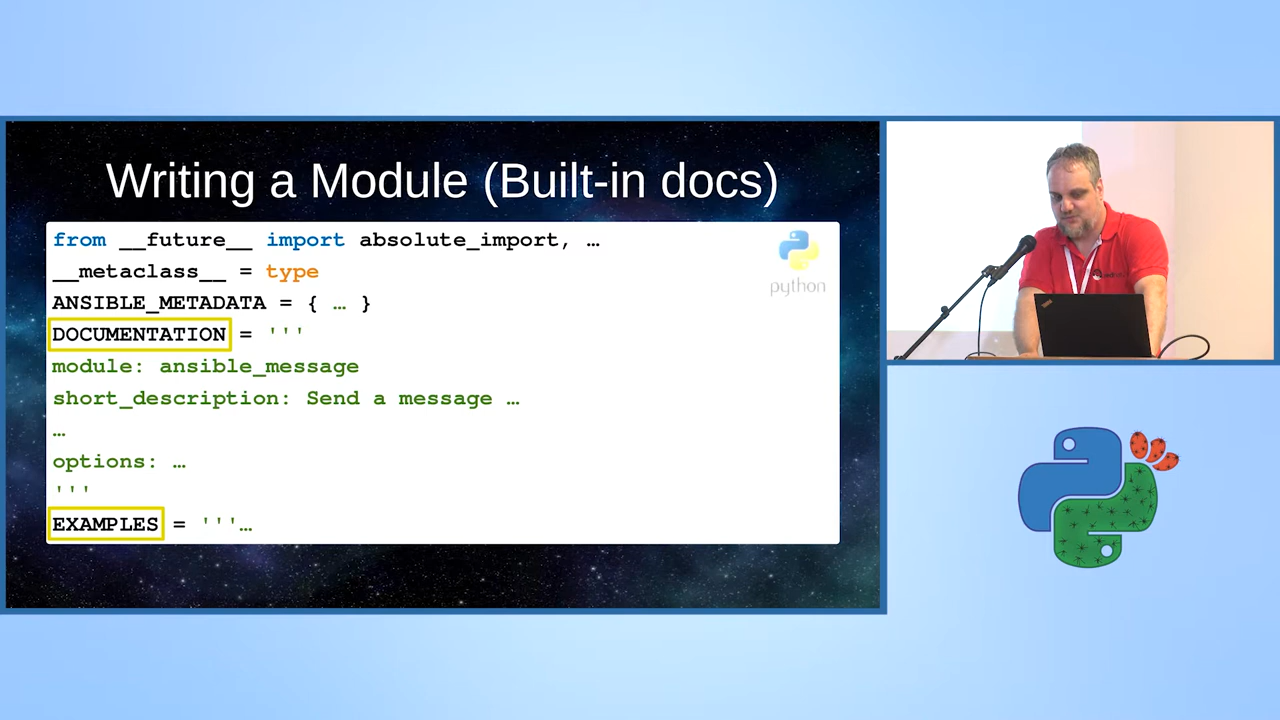 Writing a Module (Built-in docs)
from __future__ import absolute_import, …
__metaclass__ = type
ANSIBLE_METADATA = { … }
DOCUMENTATION = '''
module: ansible_message
short_description: Send a message …
…
options: …
'''
EXAMPLES = '''…
python